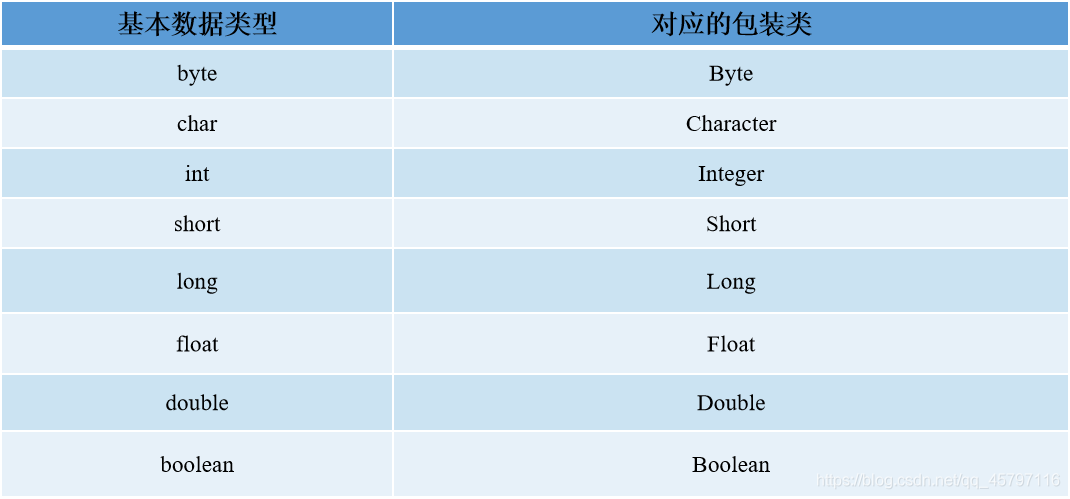 基本数据类型 对应的包装类
byte Byte
char Character
int Integer
short Short
long Long
float Float
double Double
boolean Boolean
https://blog.csdn.net/qq_45797116